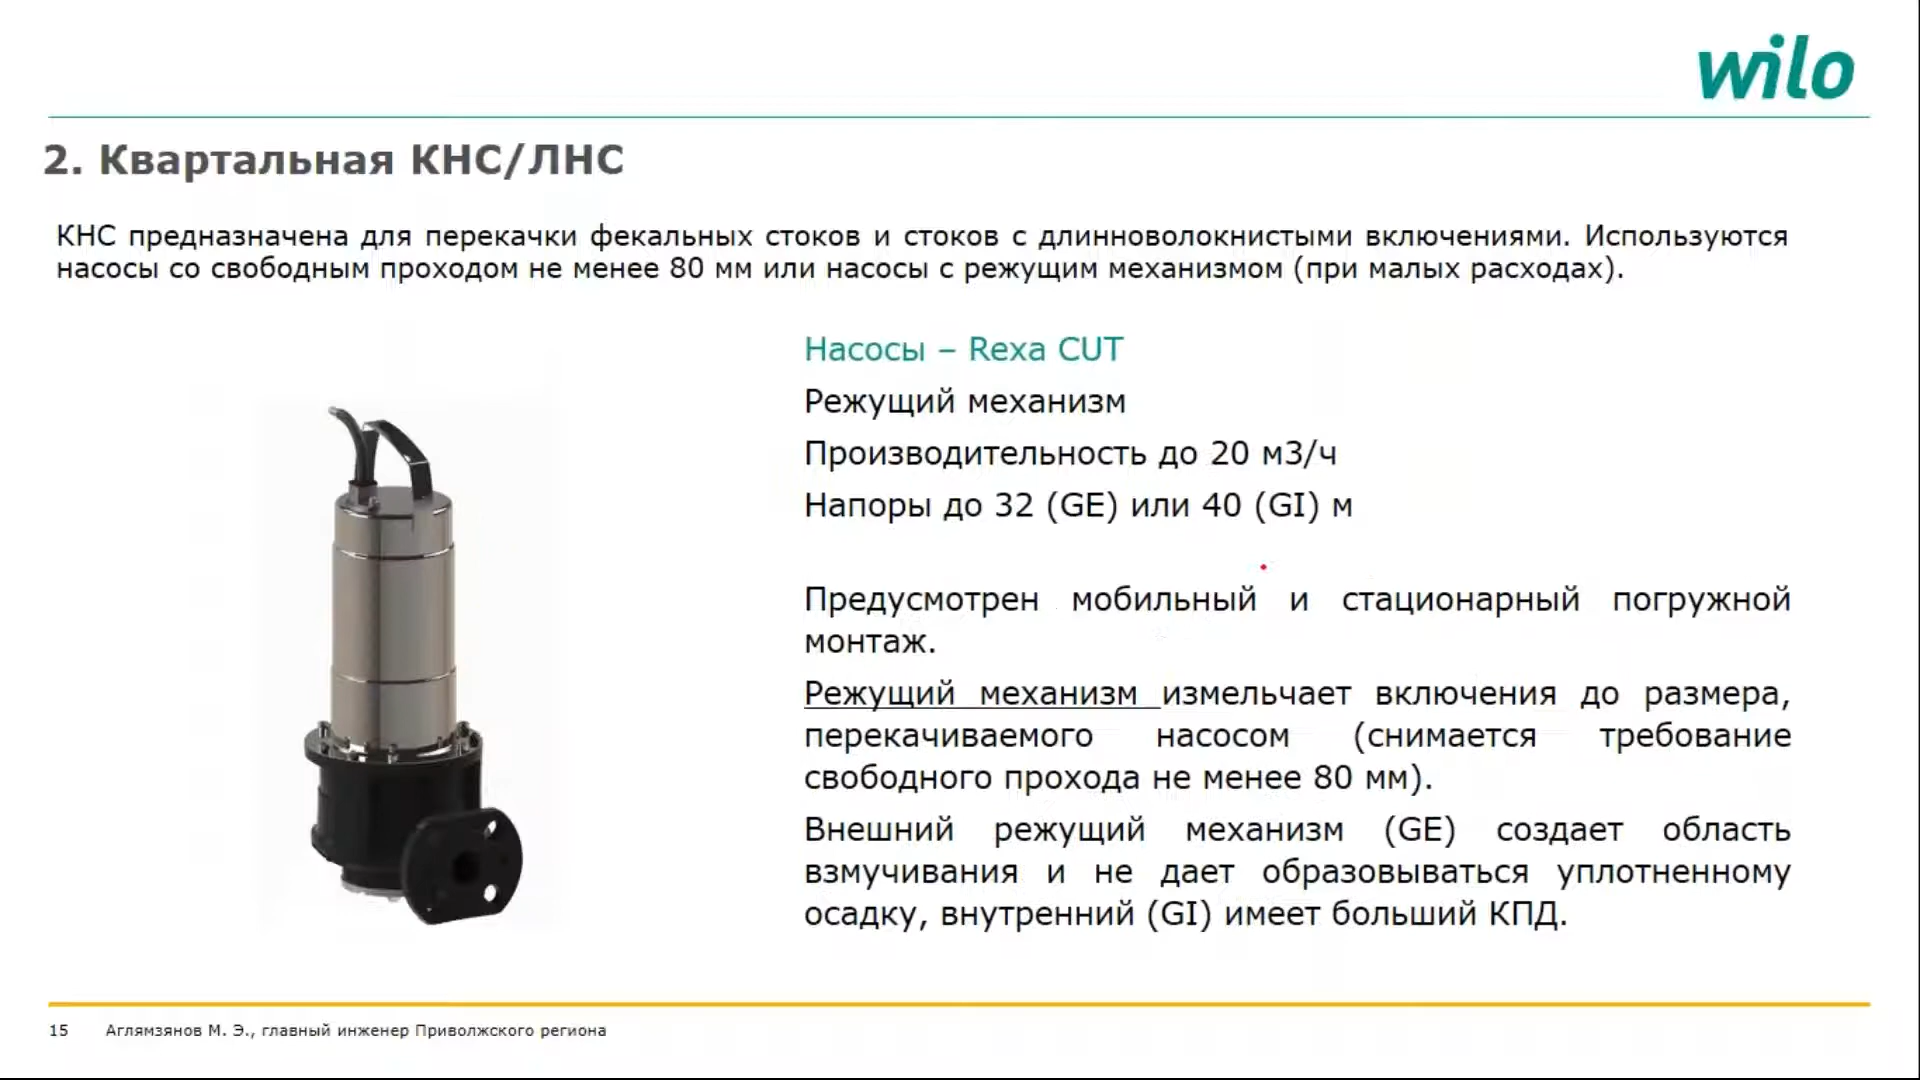 wilo
2. Квартальная КНС/ЛНС
КНС предназначена для перекачки фекальных стоков и стоков с длинноволокнистыми включениями. Используются
насосы со свободным проходом не менее 80 мм или насосы с режущим механизмом (при малых расходах).
Насосы – Rexa CUT
Режущий механизм
Производительность до 20 м3/ч
Напоры до 32 (GE) или 40 (GI) м
Предусмотрен мобильный и стационарный погружной
монтаж.
Режущий механизм измельчает включения до размера,
перекачиваемого насосом (снимается требование
свободного прохода не менее 80 мм).
Внешний режущий механизм (GE) создает область
взмучивания и не дает образовываться уплотненному
осадку, внутренний (GI) имеет больший КПД.
15 Аглямзянов М. Э., главный инженер Приволжского региона